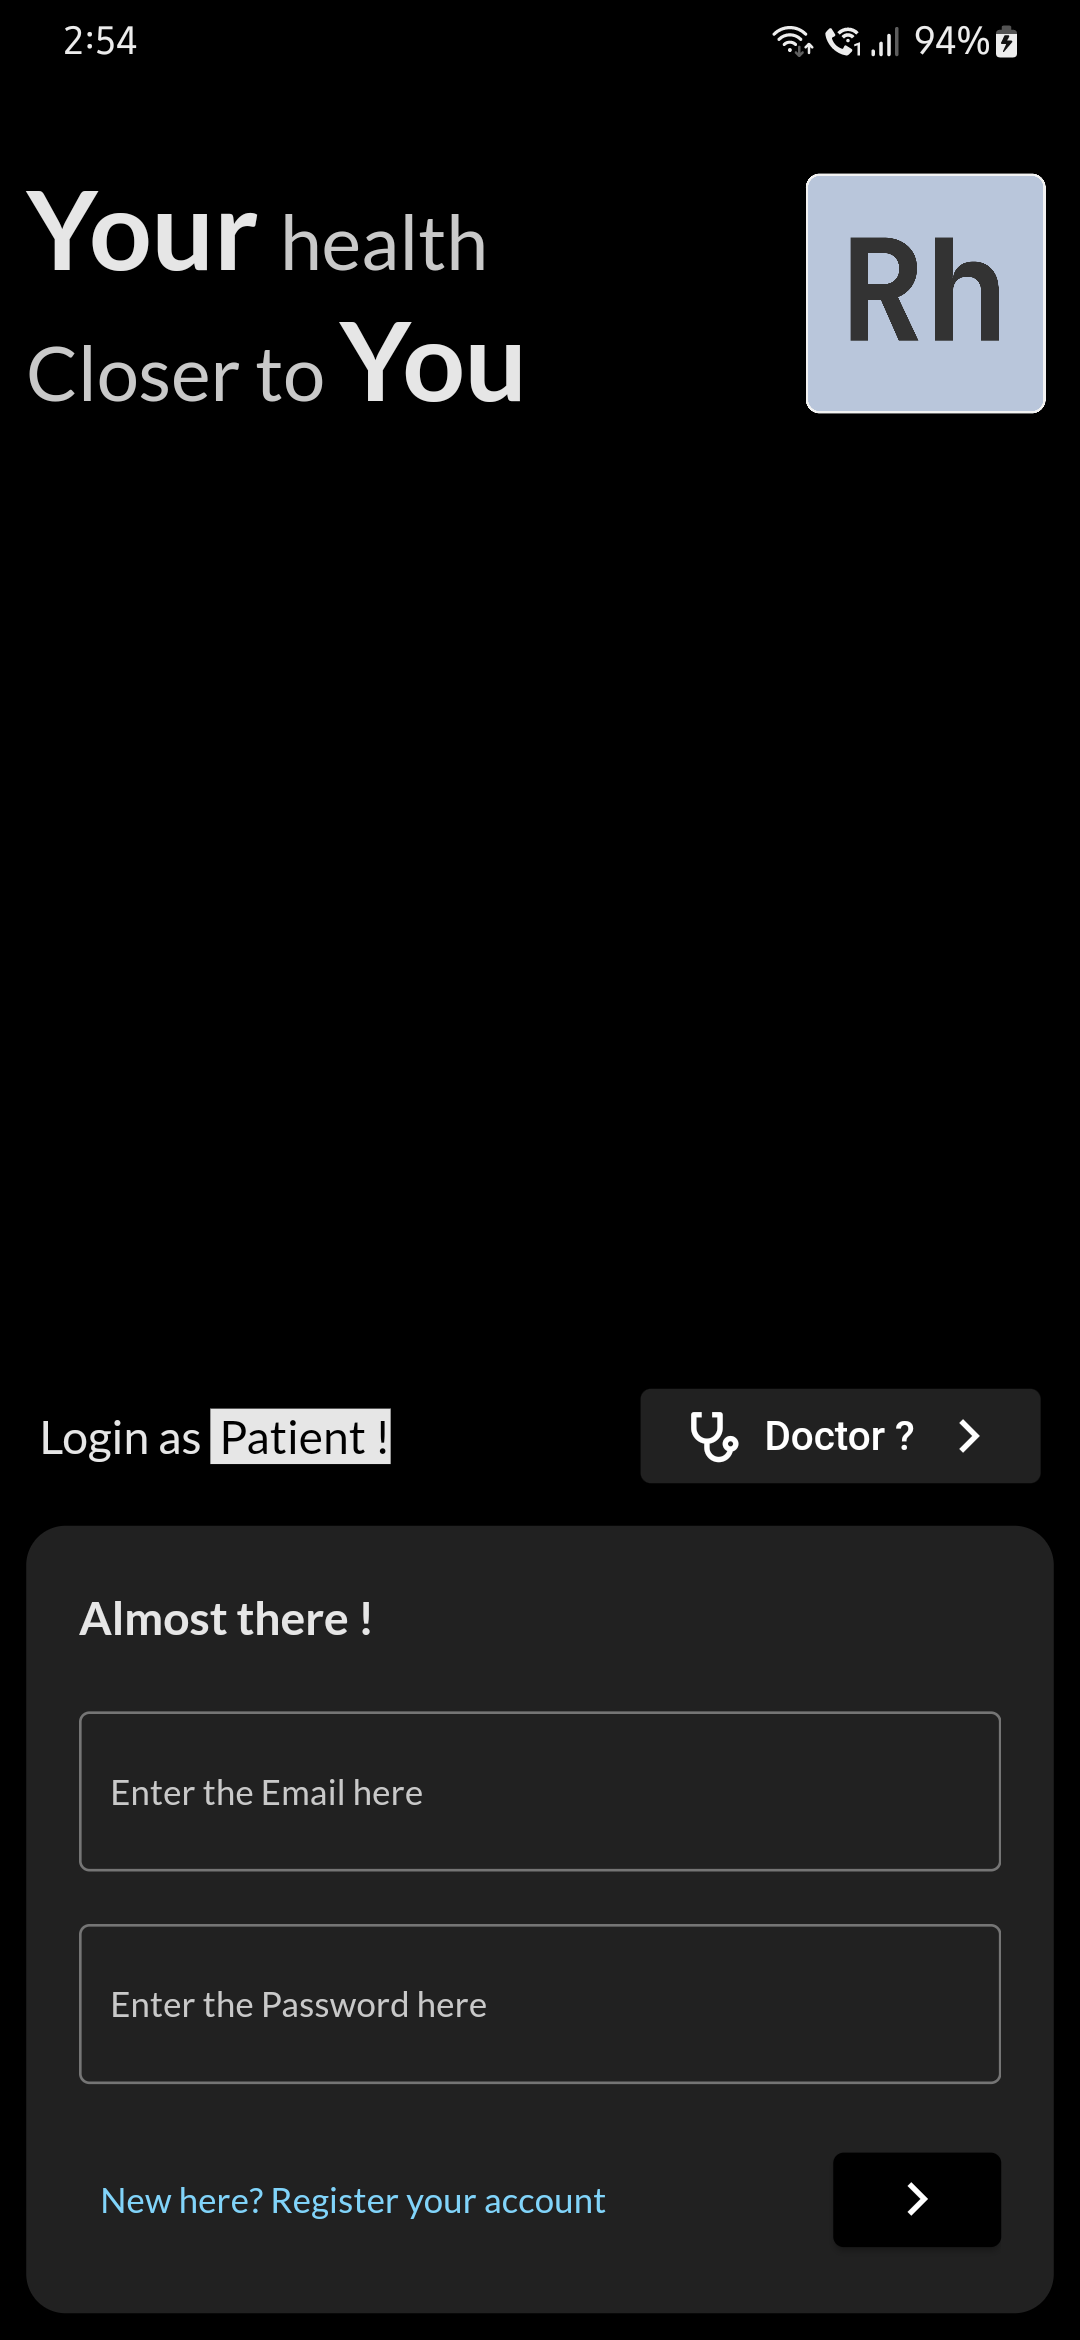 2:54
1
94%
Your health
Closer to You
Rh
Login as Patient !
Doctor ?
Almost there !
Enter the Email here
Enter the Password here
New here? Register your account